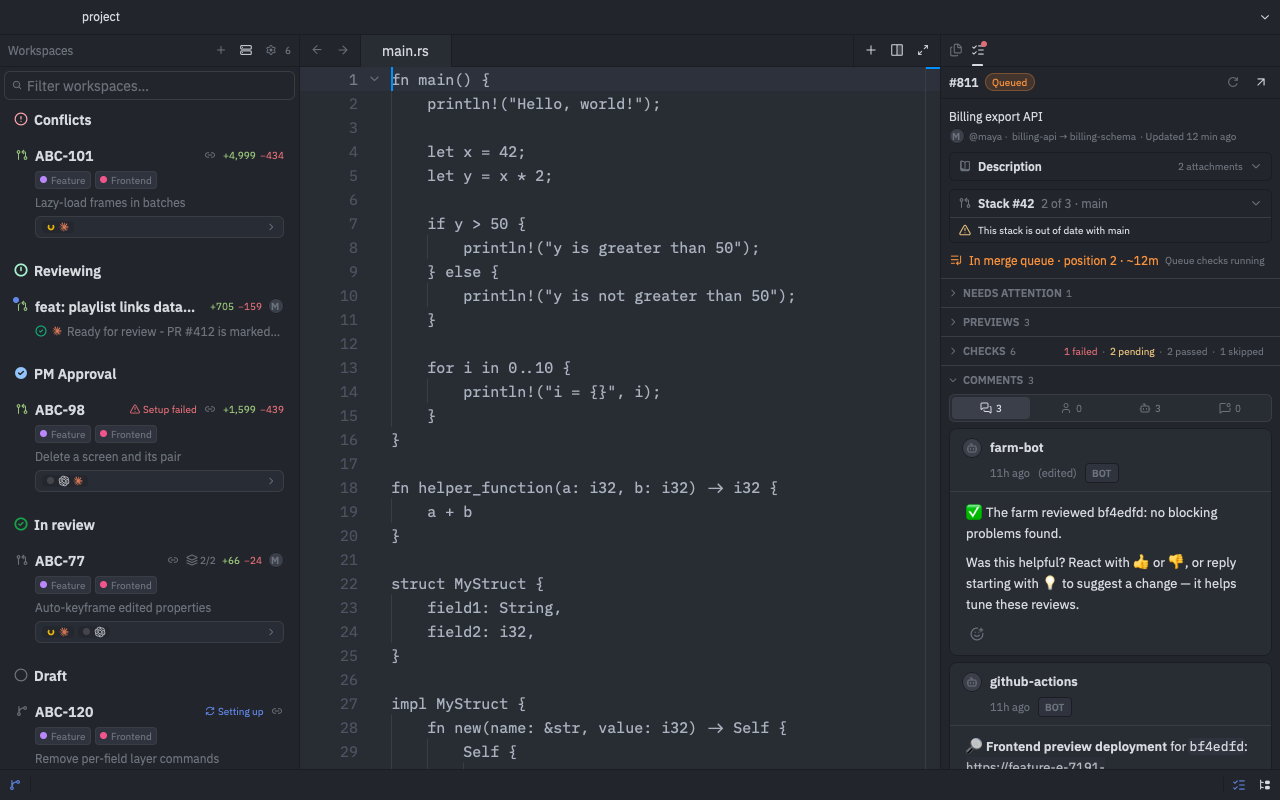 project
Workspaces
6
main.rs
Filter workspaces...
Conflicts
ABC-101
+4,999 −434
Feature
Frontend
Lazy-load frames in batches
Reviewing
feat: playlist links data...
+705 −159
M
Ready for review - PR #412 is marked...
PM Approval
ABC-98
Setup failed
+1,599 −439
Feature
Frontend
Delete a screen and its pair
In review
ABC-77
2/2
+66 −24
M
Feature
Frontend
Auto-keyframe edited properties
Draft
ABC-120
Setting up
Feature
Frontend
Remove per-field layer commands
1 fn main() {
2 println!("Hello, world!");
3
4 let x = 42;
5 let y = x * 2;
6
7 if y > 50 {
8 println!("y is greater than 50");
9 } else {
10 println!("y is not greater than 50");
11 }
12
13 for i in 0..10 {
14 println!("i = {}", i);
15 }
16 }
17
18 fn helper_function(a: i32, b: i32) -> i32 {
19 a + b
20 }
21
22 struct MyStruct {
23 field1: String,
24 field2: i32,
25 }
26
27 impl MyStruct {
28 fn new(name: &str, value: i32) -> Self {
29 Self {
#811
Queued
Billing export API
M @maya · billing-api → billing-schema · Updated 12 min ago
Description
2 attachments
Stack #42 2 of 3 · main
This stack is out of date with main
In merge queue · position 2 · ~12m Queue checks running
NEEDS ATTENTION 1
PREVIEWS 3
CHECKS 6
1 failed · 2 pending · 2 passed · 1 skipped
COMMENTS 3
3
0
3
0
farm-bot
11h ago (edited) BOT
✅ The farm reviewed bf4edfd: no blocking
problems found.
Was this helpful? React with 👍 or 👎, or reply
starting with 💡 to suggest a change — it helps
tune these reviews.
github-actions
11h ago BOT
🔎 Frontend preview deployment for bf4edfd:
https://feature-e-7191-